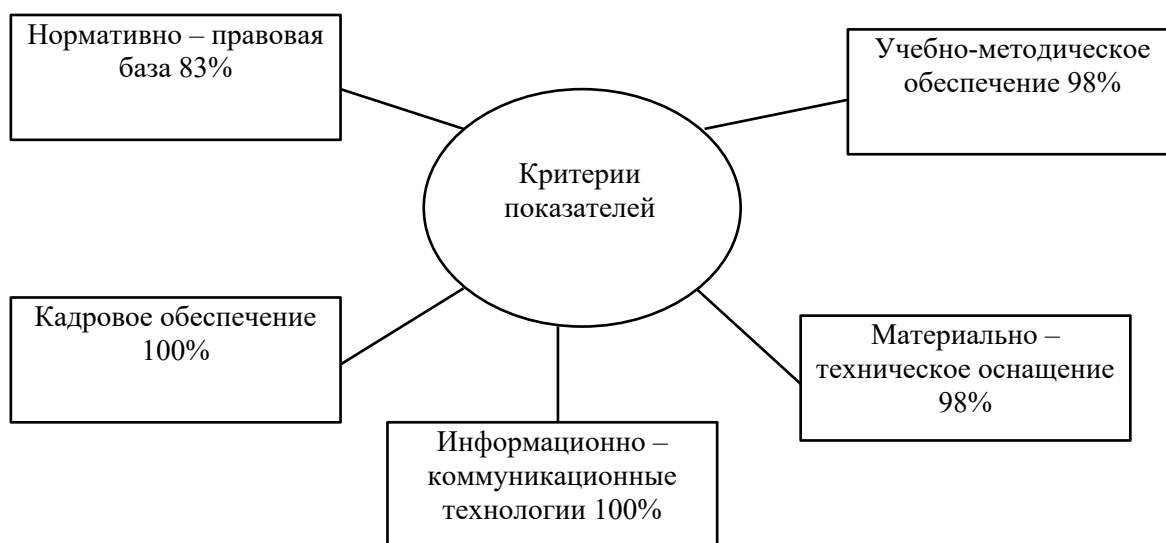 Нормативно – правовая
база 83%
Учебно-методическое
обеспечение 98%
Критерии
показателей
Кадровое обеспечение
100%
Материально –
техническое оснащение
98%
Информационно –
коммуникационные
технологии 100%